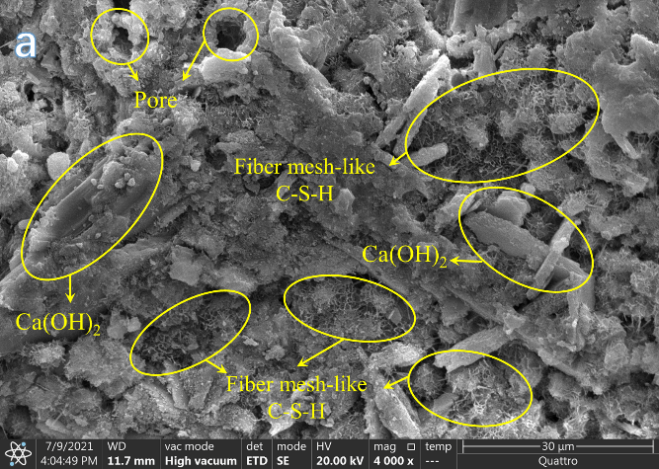 a
Pore
Fiber mesh-like
C-S-H
Ca(OH)₂
Ca(OH)₂
Fiber mesh-like
C-S-H
7/9/2021 WD vac mode det mode HV mag □ temp 30 µm
4:04:49 PM 11.7 mm High vacuum ETD SE 20.00 kV 4 000 x --- Quattro